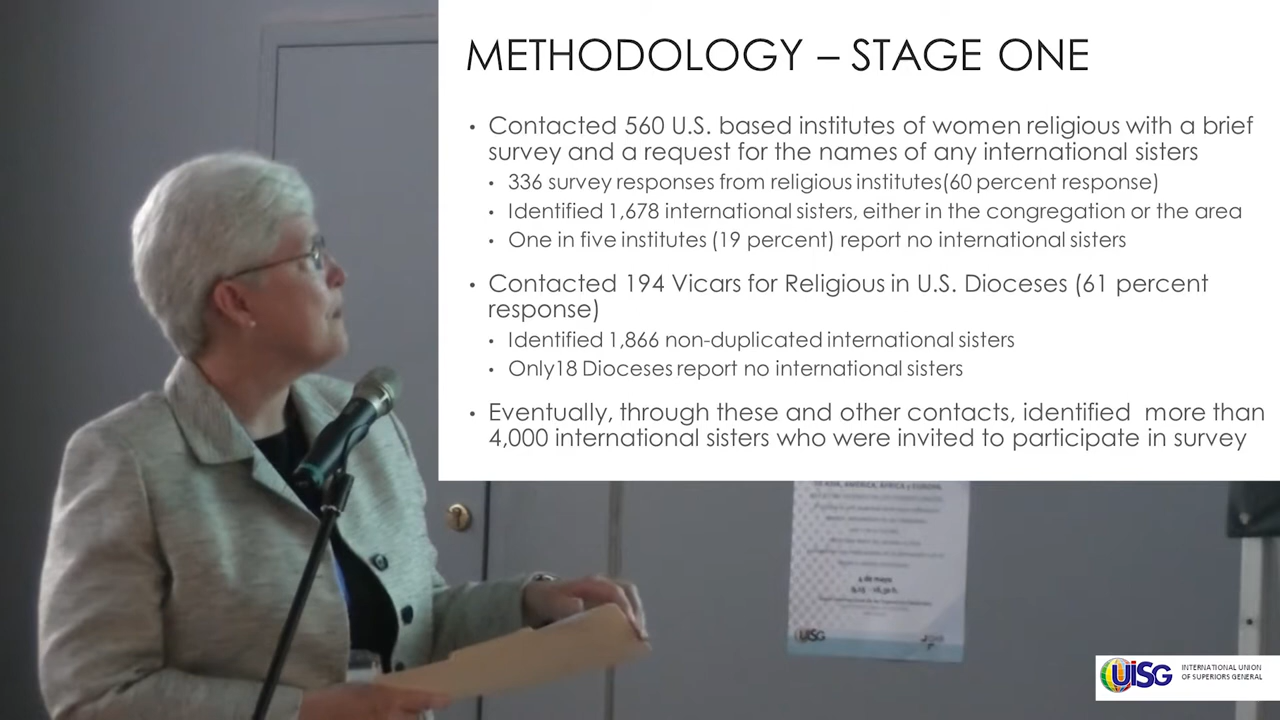 METHODOLOGY – STAGE ONE
• Contacted 560 U.S. based institutes of women religious with a brief
survey and a request for the names of any international sisters
• 336 survey responses from religious institutes(60 percent response)
• Identified 1,678 international sisters, either in the congregation or the area
• One in five institutes (19 percent) report no international sisters
• Contacted 194 Vicars for Religious in U.S. Dioceses (61 percent
response)
• Identified 1,866 non-duplicated international sisters
• Only18 Dioceses report no international sisters
• Eventually, through these and other contacts, identified more than
4,000 international sisters who were invited to participate in survey
AMERICA, AFRICA y EUROPA.
UISG
UISG
INTERNATIONAL UNION
OF SUPERIORS GENERAL